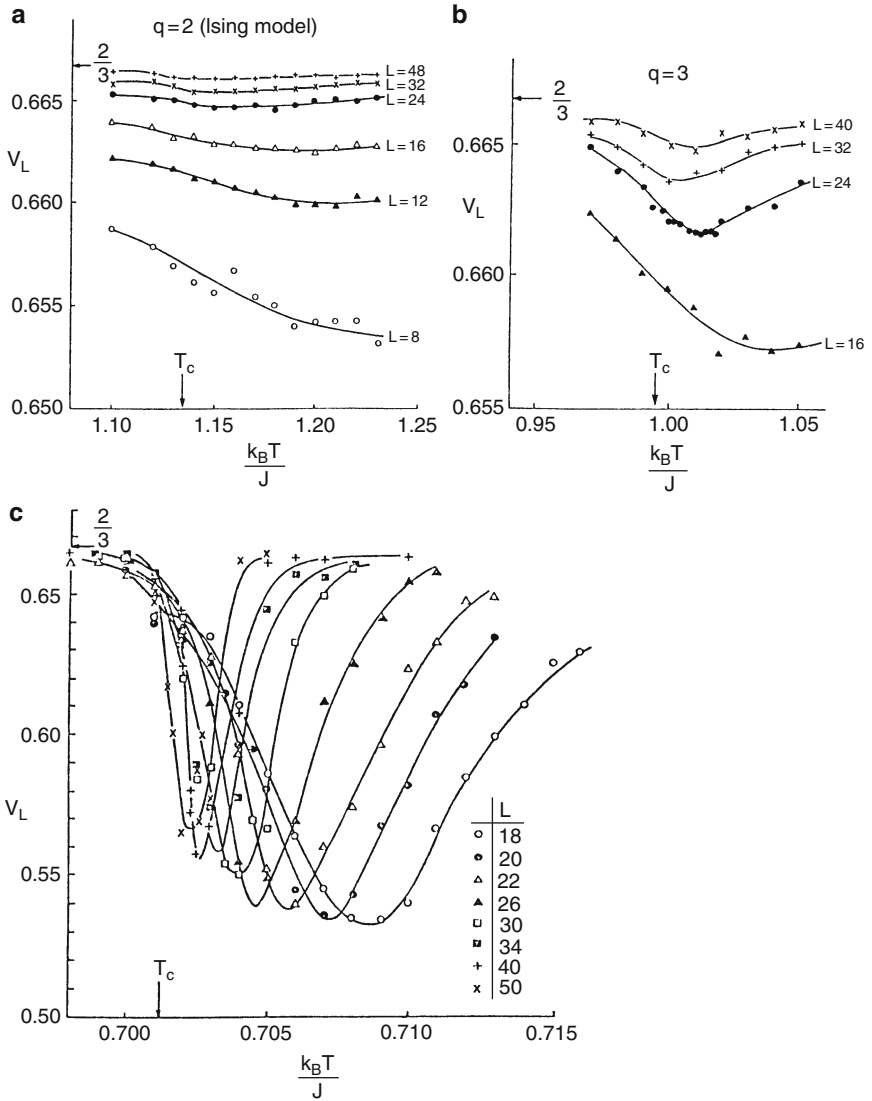 a
q=2 (Ising model)
2
3
0.665
0.660
0.655
0.650
V_L
L=48
L=32
L=24
L=16
L=12
L=8
T_c
1.10 1.15 1.20 1.25
k_BT
J
b
q=3
2
3
0.665
0.660
0.655
V_L
L=40
L=32
L=24
L=16
T_c
0.95 1.00 1.05
k_BT
J
c
2
3
0.65
0.60
0.55
0.50
V_L
T_c
L
18
20
22
26
30
34
40
50
0.700 0.705 0.710 0.715
k_BT
J